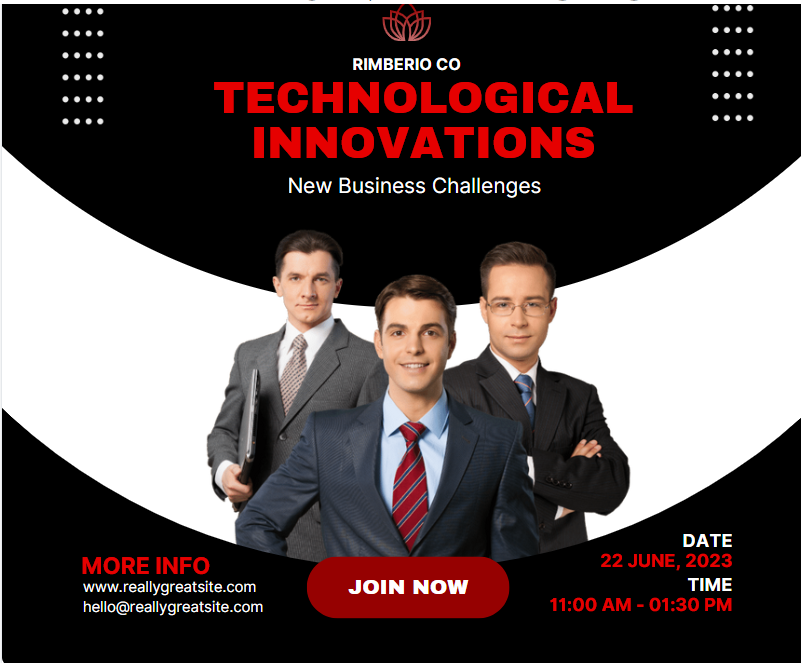 RIMBERIO CO
TECHNOLOGICAL
INNOVATIONS
New Business Challenges
MORE INFO
www.reallygreatsite.com
hello@reallygreatsite.com
JOIN NOW
DATE
22 JUNE, 2023
TIME
11:00 AM - 01:30 PM